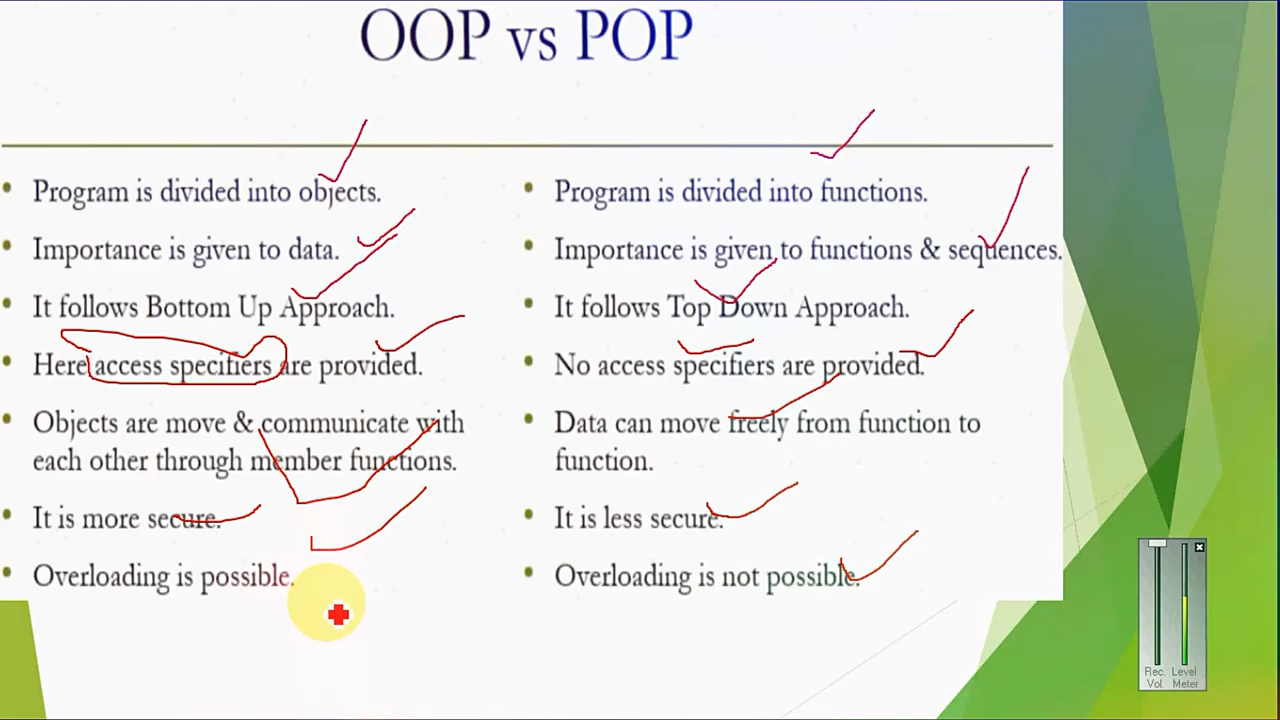 OOP vs POP
• Program is divided into objects.
• Importance is given to data.
• It follows Bottom Up Approach.
• Here access specifiers are provided.
• Objects are move & communicate with
each other through member functions.
• It is more secure.
• Overloading is possible.
• Program is divided into functions.
• Importance is given to functions & sequences.
• It follows Top Down Approach.
• No access specifiers are provided.
• Data can move freely from function to
function.
• It is less secure.
• Overloading is not possible.
Rec. Level
Vol Meter